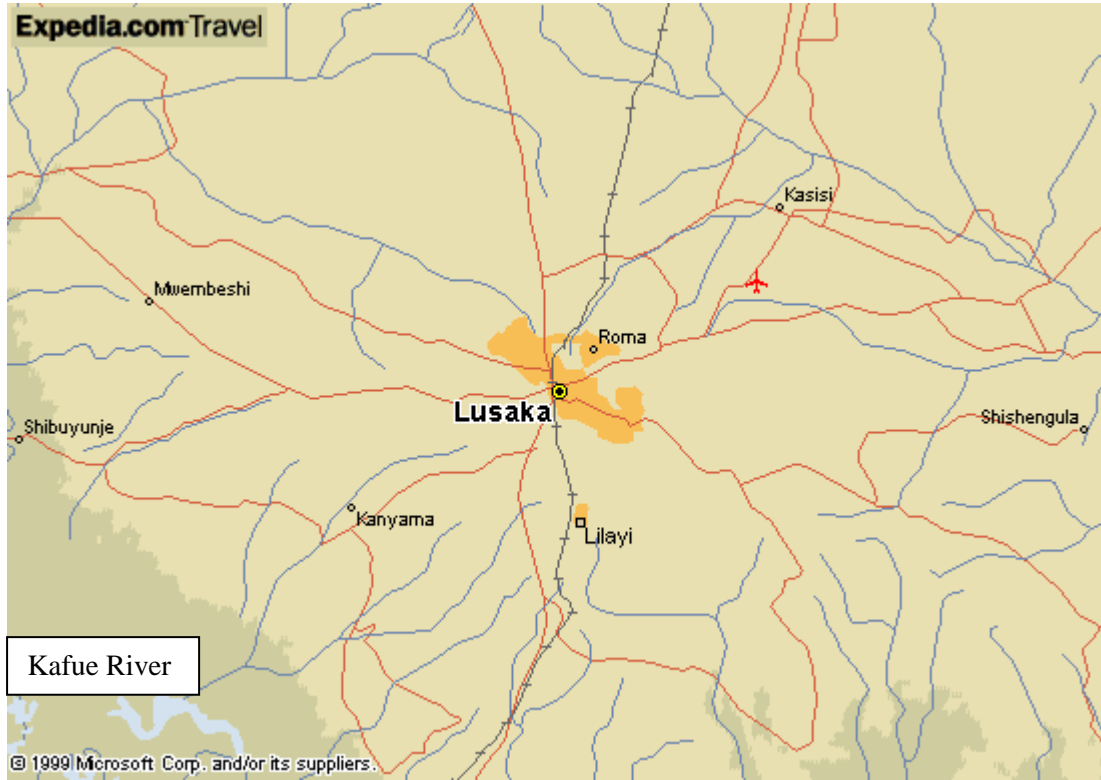 Expedia.com Travel
Kasisi
Mwembeshi
Roma
Lusaka
Shishengula
Shibuyunje
Kanyama
Lilayi
Kafue River
© 1999 Microsoft Corp. and/or its suppliers.